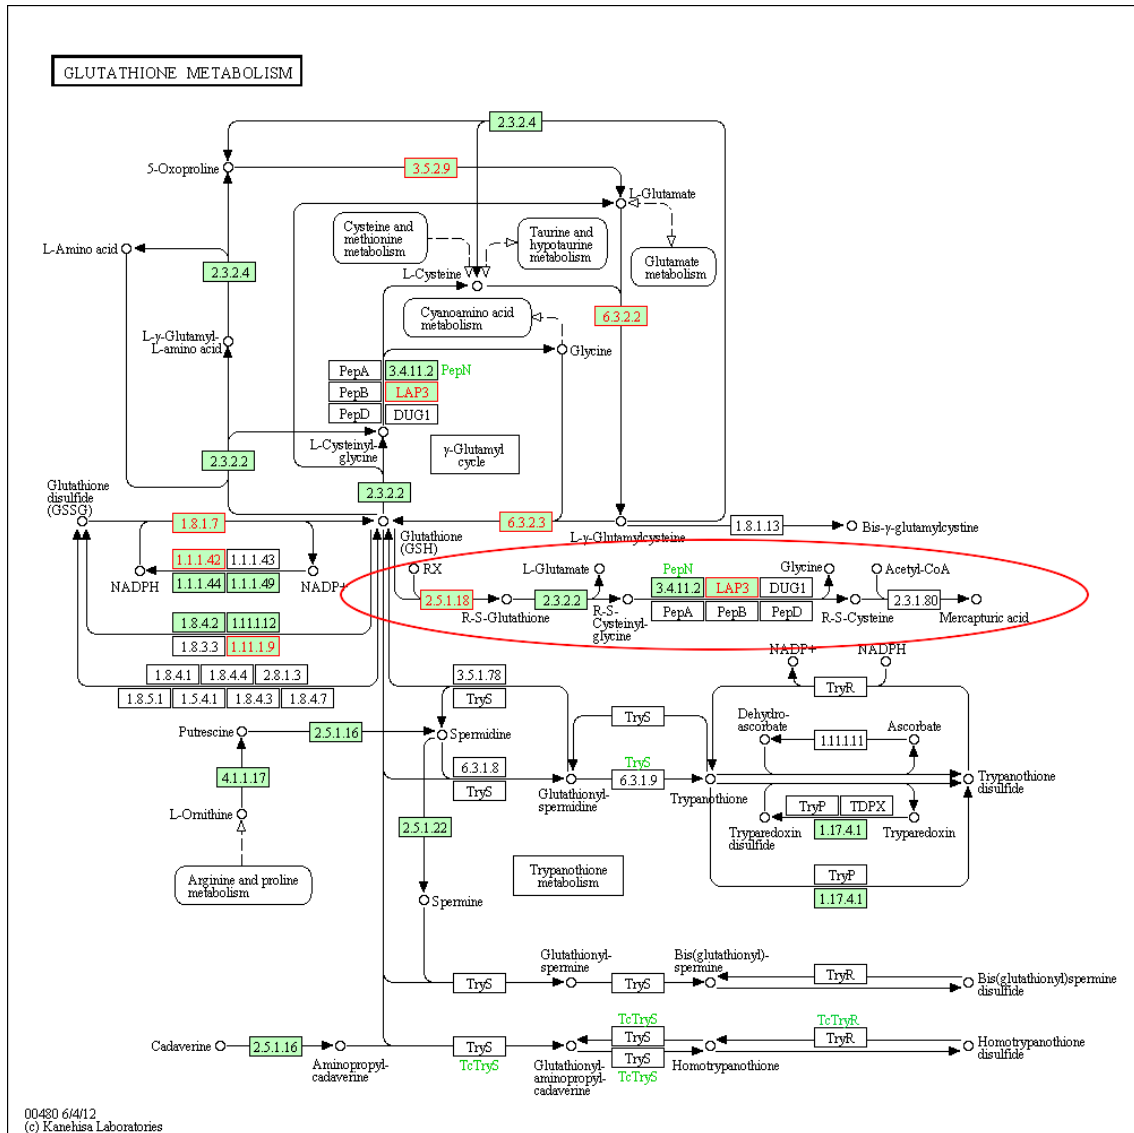 GLUTATHIONE METABOLISM
2.3.2.4
5-Oxoproline
3.5.2.9
L-Glutamate
L-Amino acid
Cysteine and
methionine
metabolism
Taurine and
hypotaurine
metabolism
Glutamate
metabolism
2.3.2.4
L-Cysteine
Cyanoamino acid
metabolism
6.3.2.2
L-γ-Glutamyl-
L-amino acid
Glycine
PepA
3.4.11.2
PepN
PepB
LAP3
PepD
DUG1
L-Cysteinyl-
glycine
γ-Glutamyl
cycle
2.3.2.2
2.3.2.2
Glutathione
disulfide
(GSSG)
1.8.1.7
Glutathione
(GSH)
6.3.2.3
L-γ-Glutamylcysteine
1.8.1.13
Bis-γ-glutamylcystine
1.1.1.42
1.1.1.43
1.1.1.44
1.1.1.49
NADPH
NADP+
RX
L-Glutamate
PepN
Glycine
Acetyl-CoA
2.5.1.18
R-S-Glutathione
2.3.2.2
R-S-
Cysteinyl-
glycine
3.4.11.2
LAP3
DUG1
PepA
PepB
PepD
R-S-Cysteine
2.3.1.80
Mercapturic acid
1.8.4.2
1.11.1.12
1.8.3.3
1.11.1.9
1.8.4.1
1.8.4.4
2.8.1.3
1.8.5.1
1.5.4.1
1.8.4.3
1.8.4.7
3.5.1.78
TryS
NADP+
NADPH
TryR
Putrescine
2.5.1.16
Spermidine
TryS
Dehydro-
ascorbate
Ascorbate
1.11.1.11
4.1.1.17
6.3.1.8
TryS
Glutathionyl-
spermidine
TryS
6.3.1.9
Trypanothione
Trypanothione
disulfide
L-Ornithine
2.5.1.22
TryP
TDPX
1.17.4.1
Tryparedoxin
disulfide
Tryparedoxin
Arginine and proline
metabolism
Trypanothione
metabolism
TryP
1.17.4.1
Spermine
TryS
Glutathionyl-
spermine
TryS
Bis(glutathionyl)-
spermine
TryR
Bis(glutathionyl)spermine
disulfide
Cadaverine
2.5.1.16
Aminopropyl-
cadaverine
TryS
TcTryS
Glutathionyl-
aminopropyl-
cadaverine
TcTryS
TryS
TryS
TcTryS
Homotrypanothione
TcTryR
TryR
Homotrypanothione
disulfide
00480 6/4/12
(c) Kanehisa Laboratories